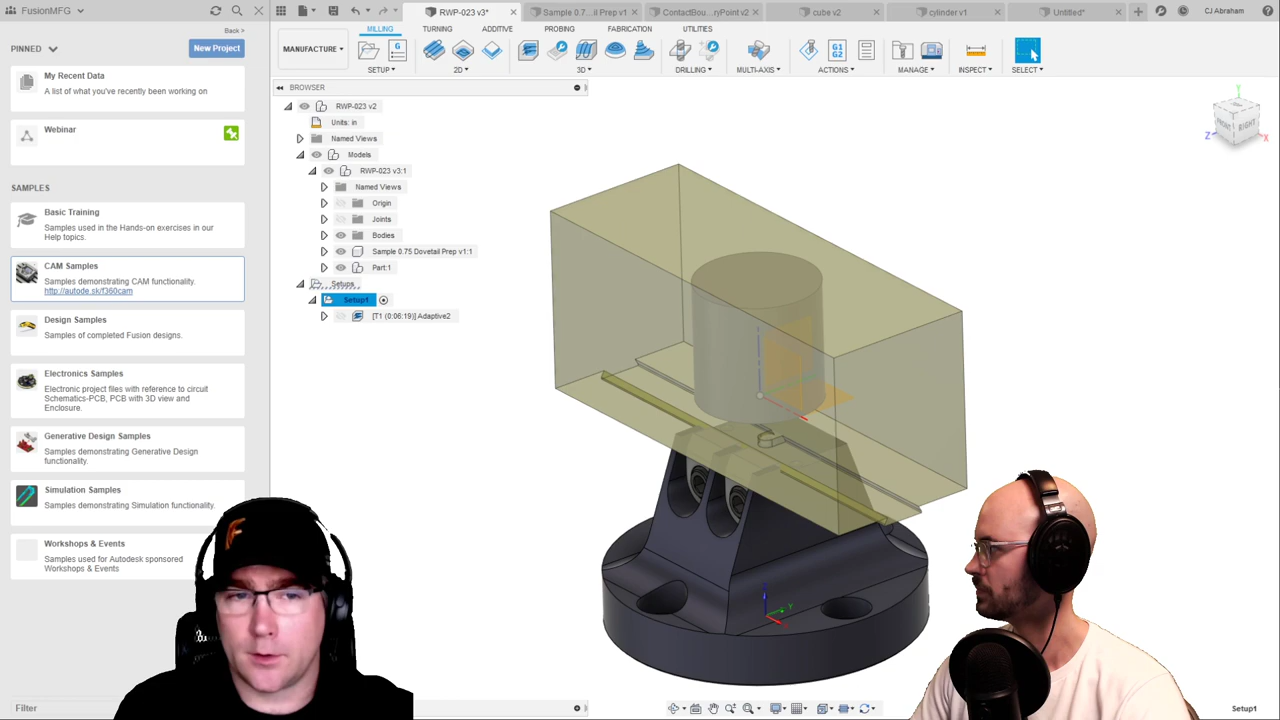 FusionMFG
RWP-023 v3*
Sample 0.7...il Prep v1
ContactBou...ryPoint v2
cube v2
cylinder v1
Untitled*
CJ Abraham
MILLING
TURNING
ADDITIVE
PROBING
FABRICATION
UTILITIES
MANUFACTURE
SETUP
2D
3D
DRILLING
MULTI-AXIS
ACTIONS
MANAGE
INSPECT
SELECT
G1
G2
Back >
PINNED
New Project
My Recent Data
A list of what you've recently been working on
Webinar
SAMPLES
Basic Training
Samples used in the Hands-on exercises in our
Help topics.
CAM Samples
Samples demonstrating CAM functionality.
http://autode.sk/f360cam
Design Samples
Samples of completed Fusion designs.
Electronics Samples
Electronic project files with reference to circuit
Schematics-PCB, PCB with 3D view and
Enclosure.
Generative Design Samples
Samples demonstrating Generative Design
functionality.
Simulation Samples
Samples demonstrating Simulation functionality.
Workshops & Events
Samples used for Autodesk sponsored
Workshops & Events
Filter
BROWSER
RWP-023 v2
Units: in
Named Views
Models
RWP-023 v3:1
Named Views
Origin
Joints
Bodies
Sample 0.75 Dovetail Prep v1:1
Part:1
Setups
Setup1
[T1 (0:06:19)] Adaptive2
Y
Z
X
FRONT
RIGHT
Y
Setup1